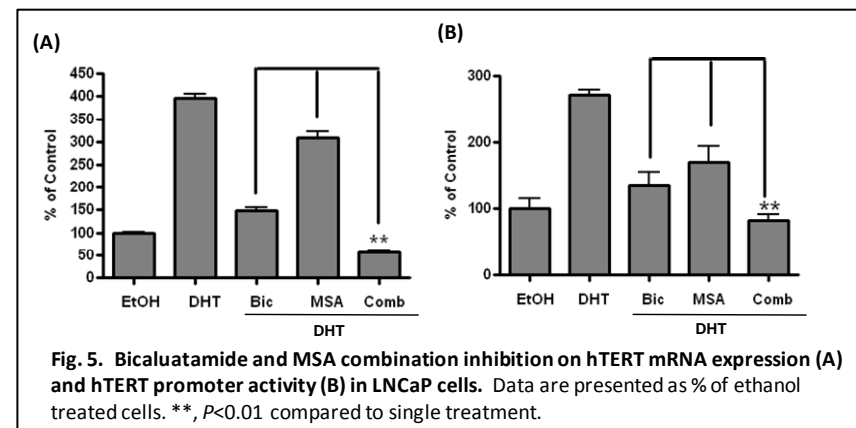 (A)
450
400
350
300
250
200
150
100
50
0
% of Control
**
EtOH DHT Bic MSA Comb
DHT
(B)
300
200
100
0
% of Control
**
EtOH DHT Bic MSA Comb
DHT
Fig. 5. Bicaluatamide and MSA combination inhibition on hTERT mRNA expression (A)
and hTERT promoter activity (B) in LNCaP cells. Data are presented as % of ethanol
treated cells. **, P<0.01 compared to single treatment.